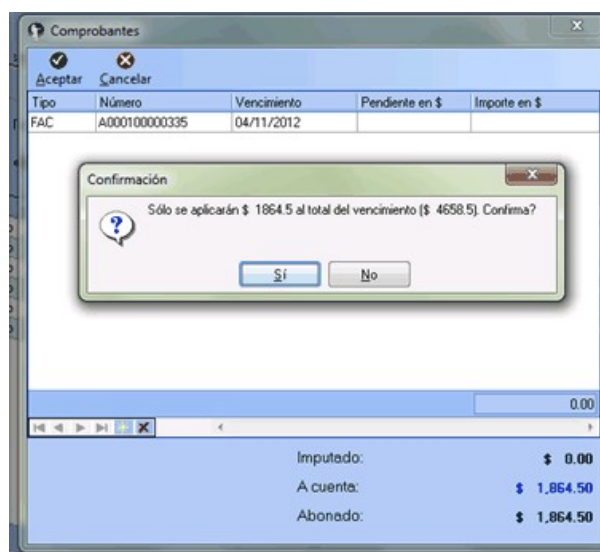 Comprobantes
Aceptar Cancelar
Tipo Número Vencimiento Pendiente en $ Importe en $
FAC A000100000335 04/11/2012
Confirmación
Sólo se aplicarán $ 1864.5 al total del vencimiento ($ 4658.5). Confirma?
Sí No
0.00
Imputado: $ 0.00
A cuenta: $ 1,864.50
Abonado: $ 1,864.50